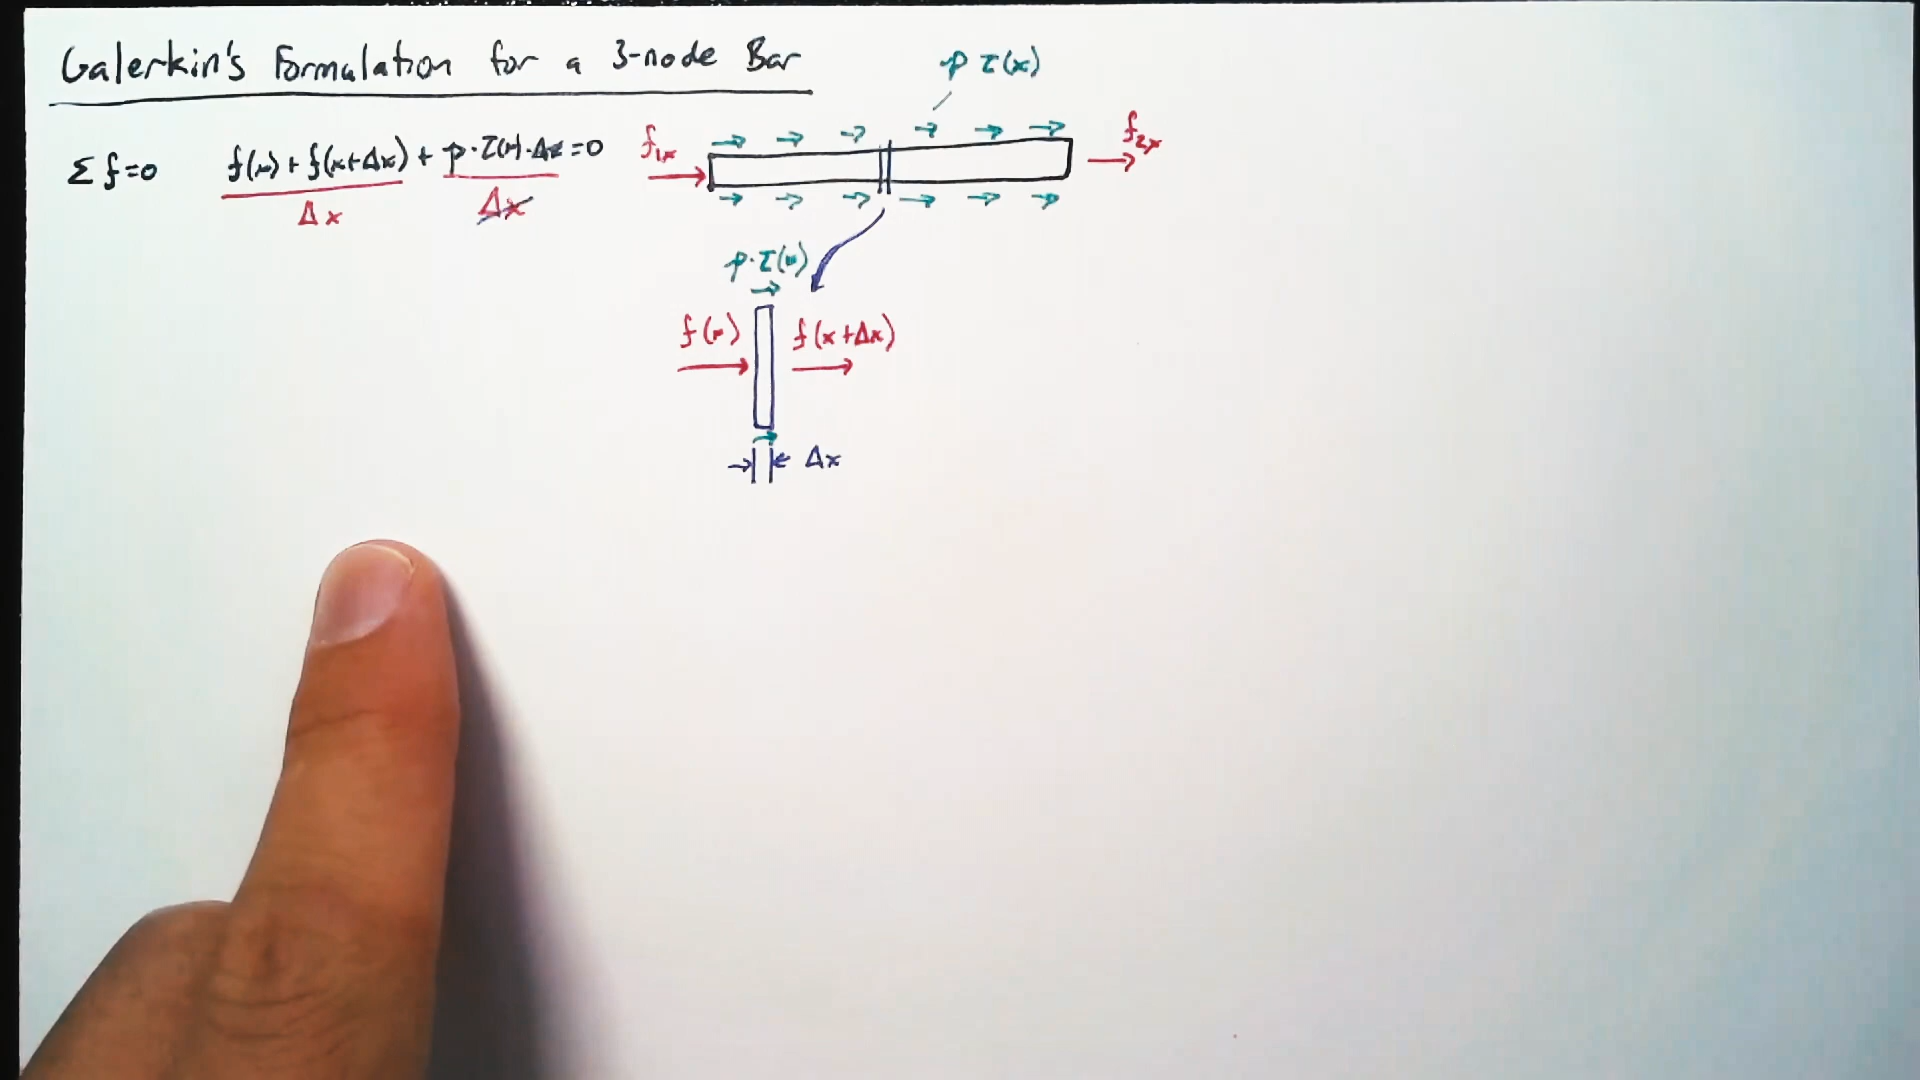 Galerkin's Formulation for a 3-node Bar
p τ(x)
Σf=0 f(x) + f(x+Δx) + p·τ(x)·Δx = 0
Δx Δx
f1x
f2x
p·τ(x)
f(x) f(x+Δx)
Δx